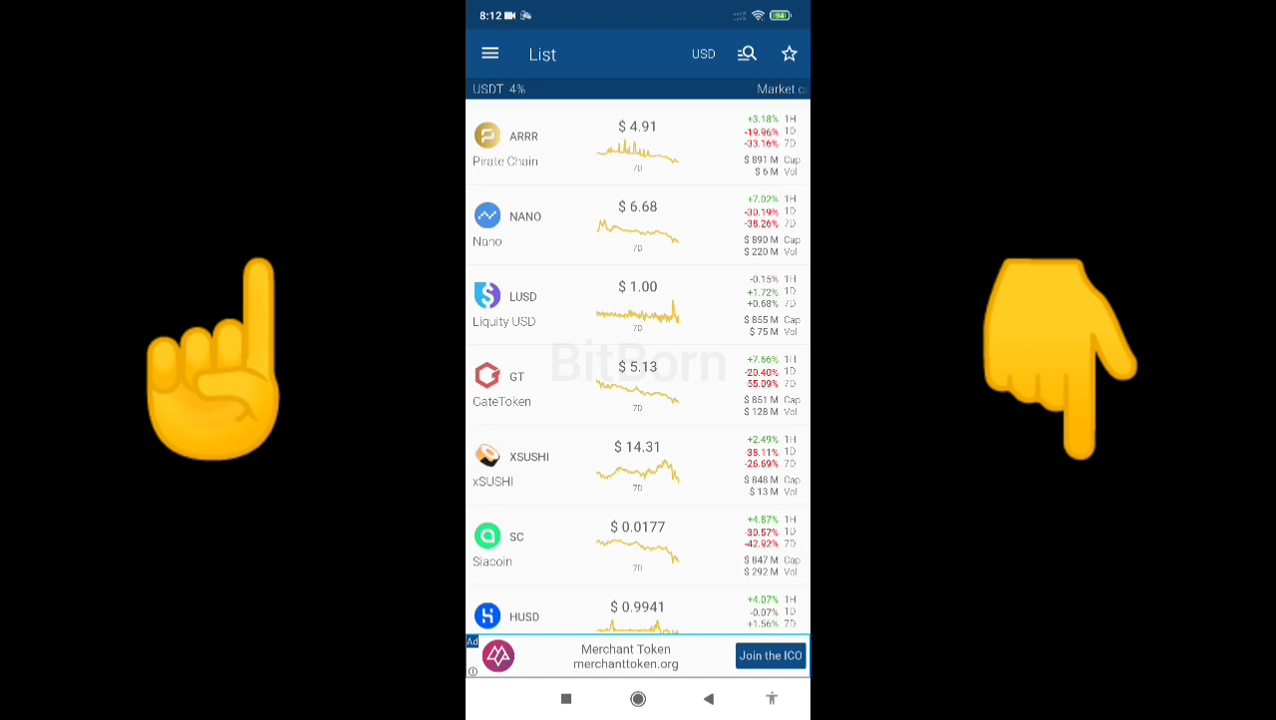 8:12
94
List
USD
USDT 4%
Market c
ARRR
Pirate Chain
$ 4.91
7D
+3.18% 1H
-19.96% 1D
-33.16% 7D
$ 891 M Cap
$ 6 M Vol
NANO
Nano
$ 6.68
7D
+7.02% 1H
-30.19% 1D
-38.26% 7D
$ 890 M Cap
$ 220 M Vol
LUSD
Liquity USD
$ 1.00
7D
-0.15% 1H
+1.72% 1D
+0.68% 7D
$ 855 M Cap
$ 75 M Vol
BitBorn
GT
GateToken
$ 5.13
7D
+7.66% 1H
-20.40% 1D
-55.09% 7D
$ 851 M Cap
$ 128 M Vol
XSUSHI
xSUSHI
$ 14.31
7D
+2.49% 1H
-38.11% 1D
-26.69% 7D
$ 848 M Cap
$ 13 M Vol
SC
Siacoin
$ 0.0177
7D
+4.87% 1H
-30.57% 1D
-42.92% 7D
$ 847 M Cap
$ 292 M Vol
HUSD
$ 0.9941
+4.07% 1H
-0.07% 1D
+1.56% 7D
Ad
Merchant Token
merchanttoken.org
Join the ICO